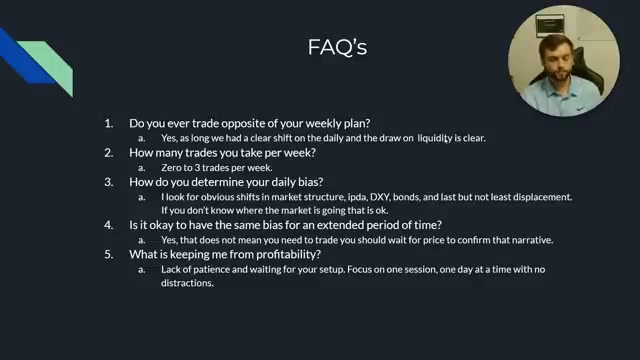 FAQ's
1. Do you ever trade opposite of your weekly plan?
a. Yes, as long we had a clear shift on the daily and the draw on liquidity is clear.
2. How many trades you take per week?
a. Zero to 3 trades per week.
3. How do you determine your daily bias?
a. I look for obvious shifts in market structure, ipda, DXY, bonds, and last but not least displacement.
If you don't know where the market is going that is ok.
4. Is it okay to have the same bias for an extended period of time?
a. Yes, that does not mean you need to trade you should wait for price to confirm that narrative.
5. What is keeping me from profitability?
a. Lack of patience and waiting for your setup. Focus on one session, one day at a time with no
distractions.